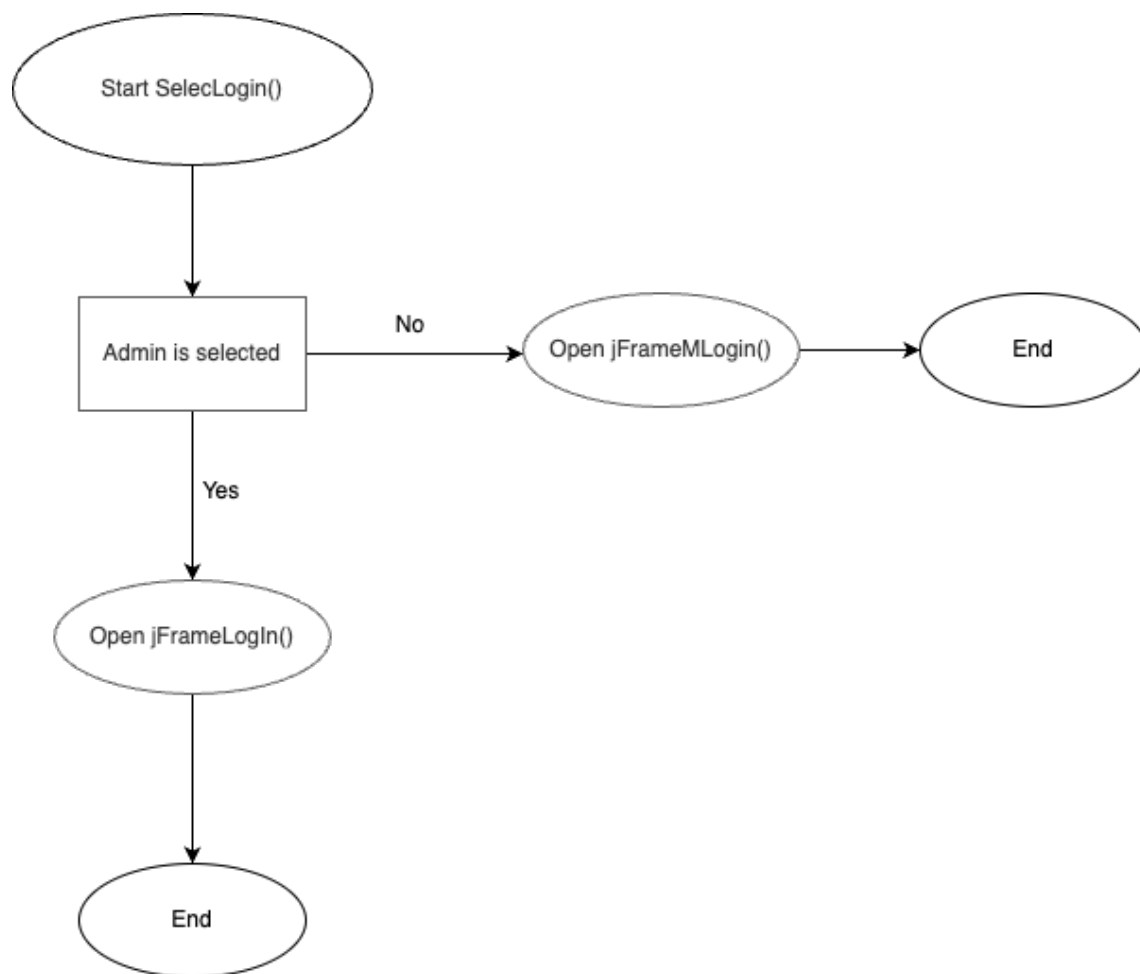 Start SelecLogin()
Admin is selected
No
Open jFrameMLogin()
End
Yes
Open jFrameLogIn()
End